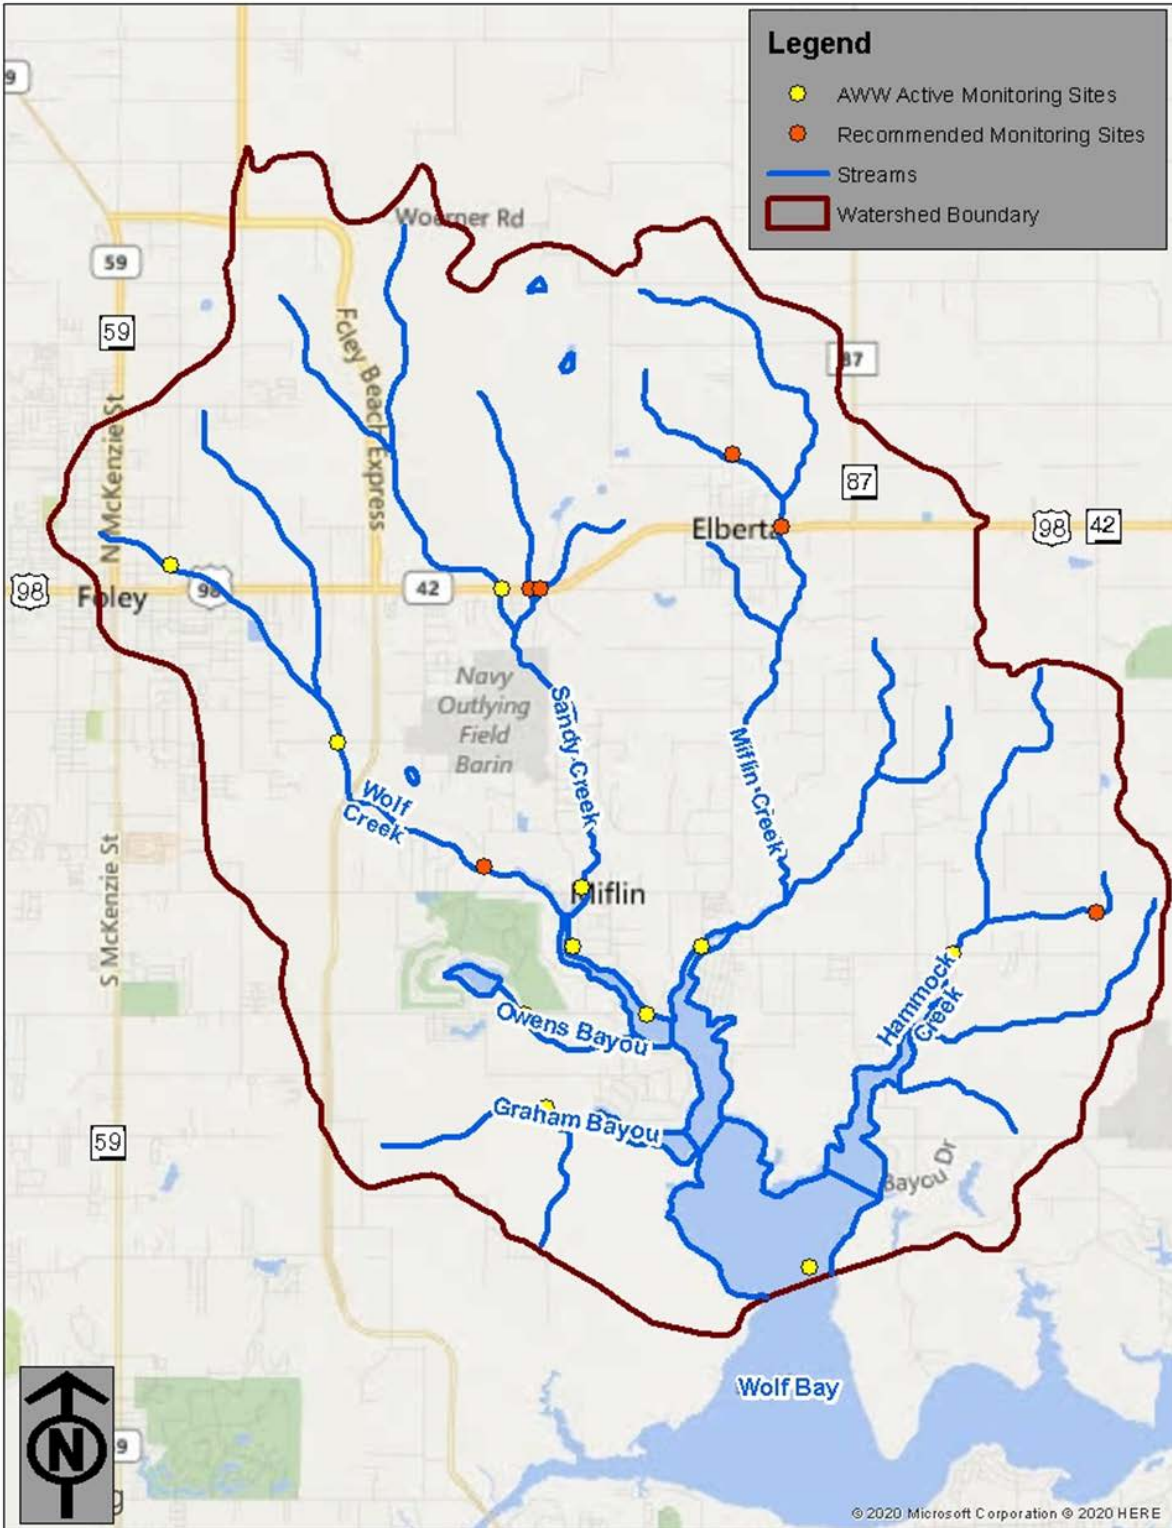 Legend
AWW Active Monitoring Sites
Recommended Monitoring Sites
Streams
Watershed Boundary
9
Woerner Rd
59
59
Foley Beach Express
87
N McKenzie St
87
Elberta
98
42
98
Foley
98
42
Navy
Outlying
Field
Barin
Sandy Creek
Miflin Creek
Wolf
Creek
S McKenzie St
Miflin
Hammock
Creek
Owens Bayou
Graham Bayou
59
Bayou Dr
Wolf Bay
N
9
g
© 2020 Microsoft Corporation © 2020 HERE